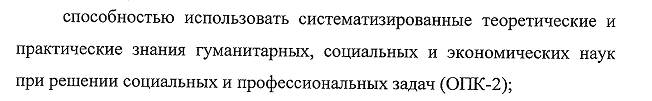 способностью использовать систематизированные теоретические и
практические знания гуманитарных, социальных и экономических наук
при решении социальных и профессиональных задач (ОПК-2);